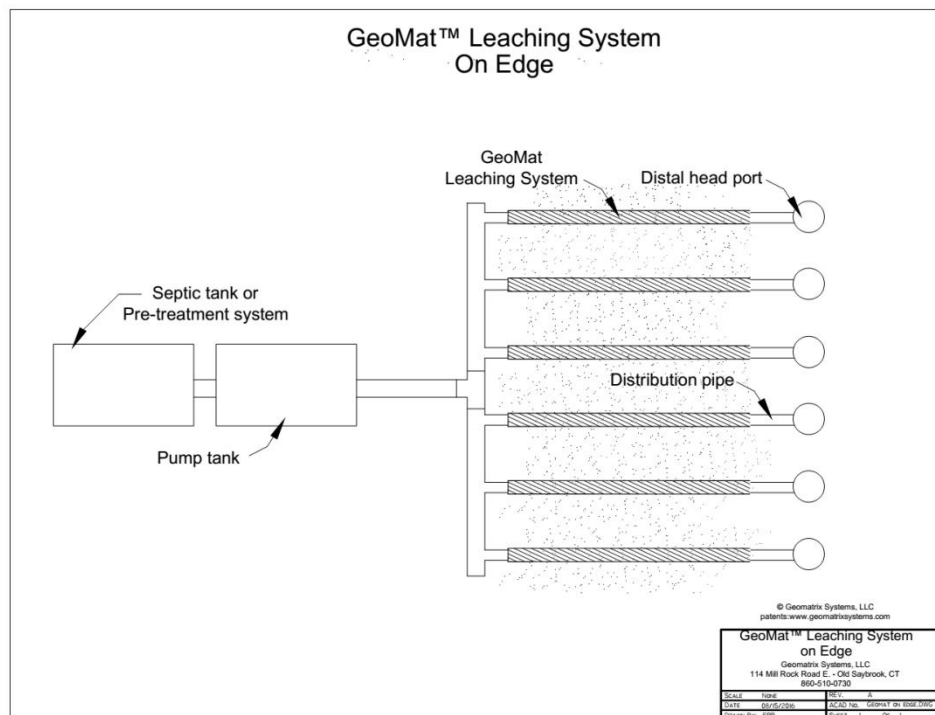 GeoMat™ Leaching System
On Edge
GeoMat
Leaching System
Distal head port
Septic tank or
Pre-treatment system
Distribution pipe
Pump tank
© Geomatrix Systems, LLC
patents:www.geomatrixsystems.com
GeoMat™ Leaching System
on Edge
Geomatrix Systems, LLC
114 Mill Rock Road E. - Old Saybrook, CT
860-510-0730
SCALE NONE REV. A
DATE 08/15/2016 ACAD No. GEOMAT ON EDGE.DWG